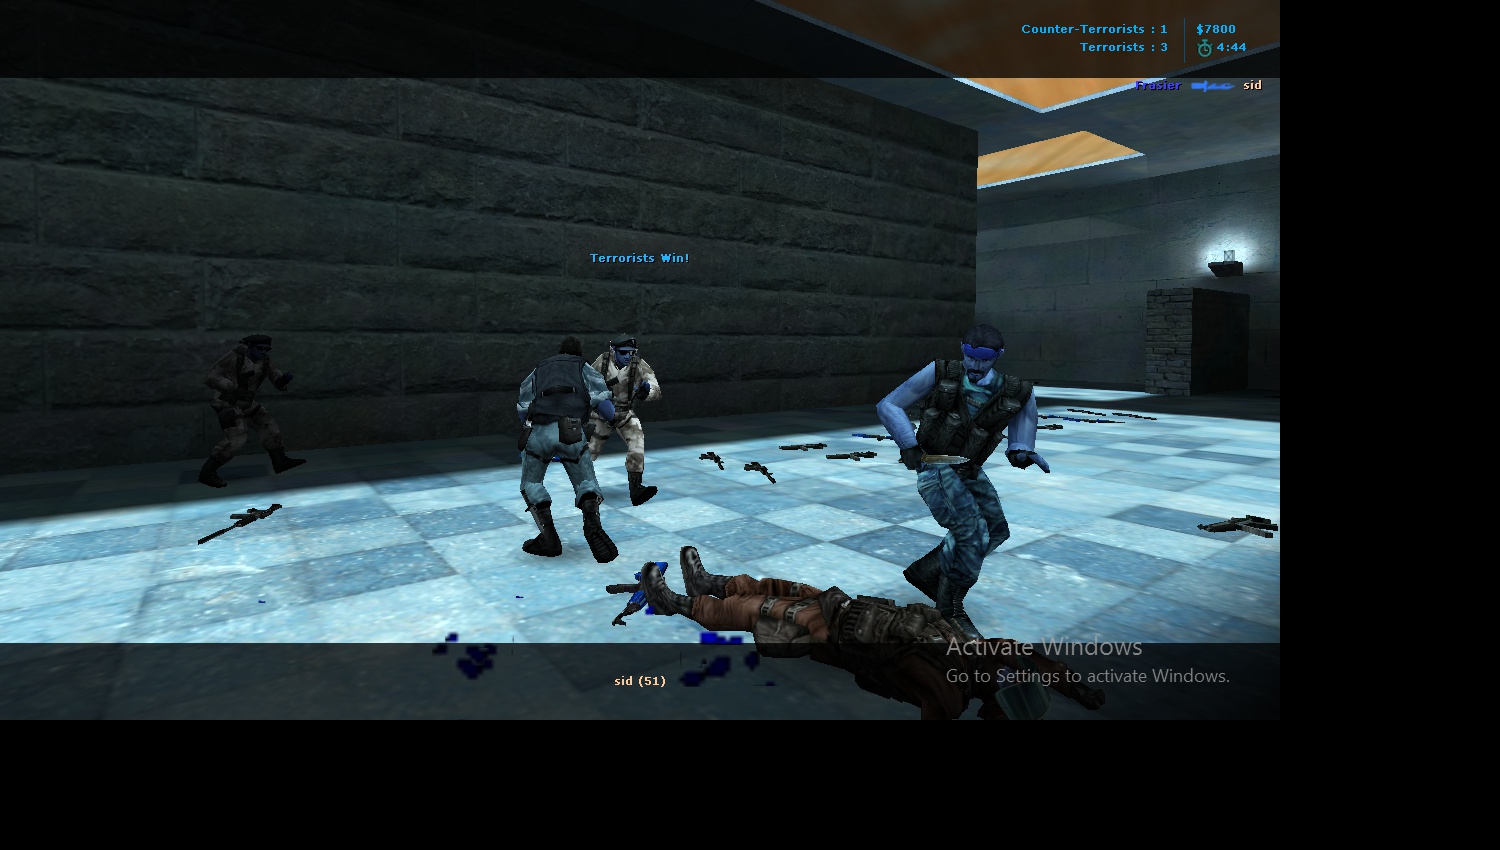 Counter-Terrorists : 1
$7800
Terrorists : 3
4:44
Frasier sid
Terrorists Win!
sid (51)
Activate Windows
Go to Settings to activate Windows.